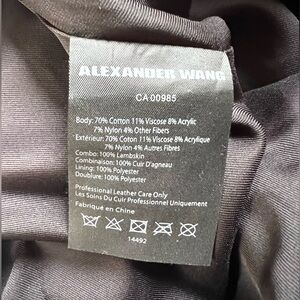 ALEXANDER WANG
CA 00985
Body: 70% Cotton 11% Viscose 8% Acrylic
7% Nylon 4% Other Fibers
Extérieur: 70% Cotton 11% Viscose 8% Acrylique
7% Nylon 4% Autres Fibres
Combo: 100% Lambskin
Combinaison: 100% Cuir D'agneau
Lining: 100% Polyester
Doublure: 100% Polyester
Professional Leather Care Only
Les Soins Du Cuir Professionnel Uniquement
Fabriqué en Chine
14492